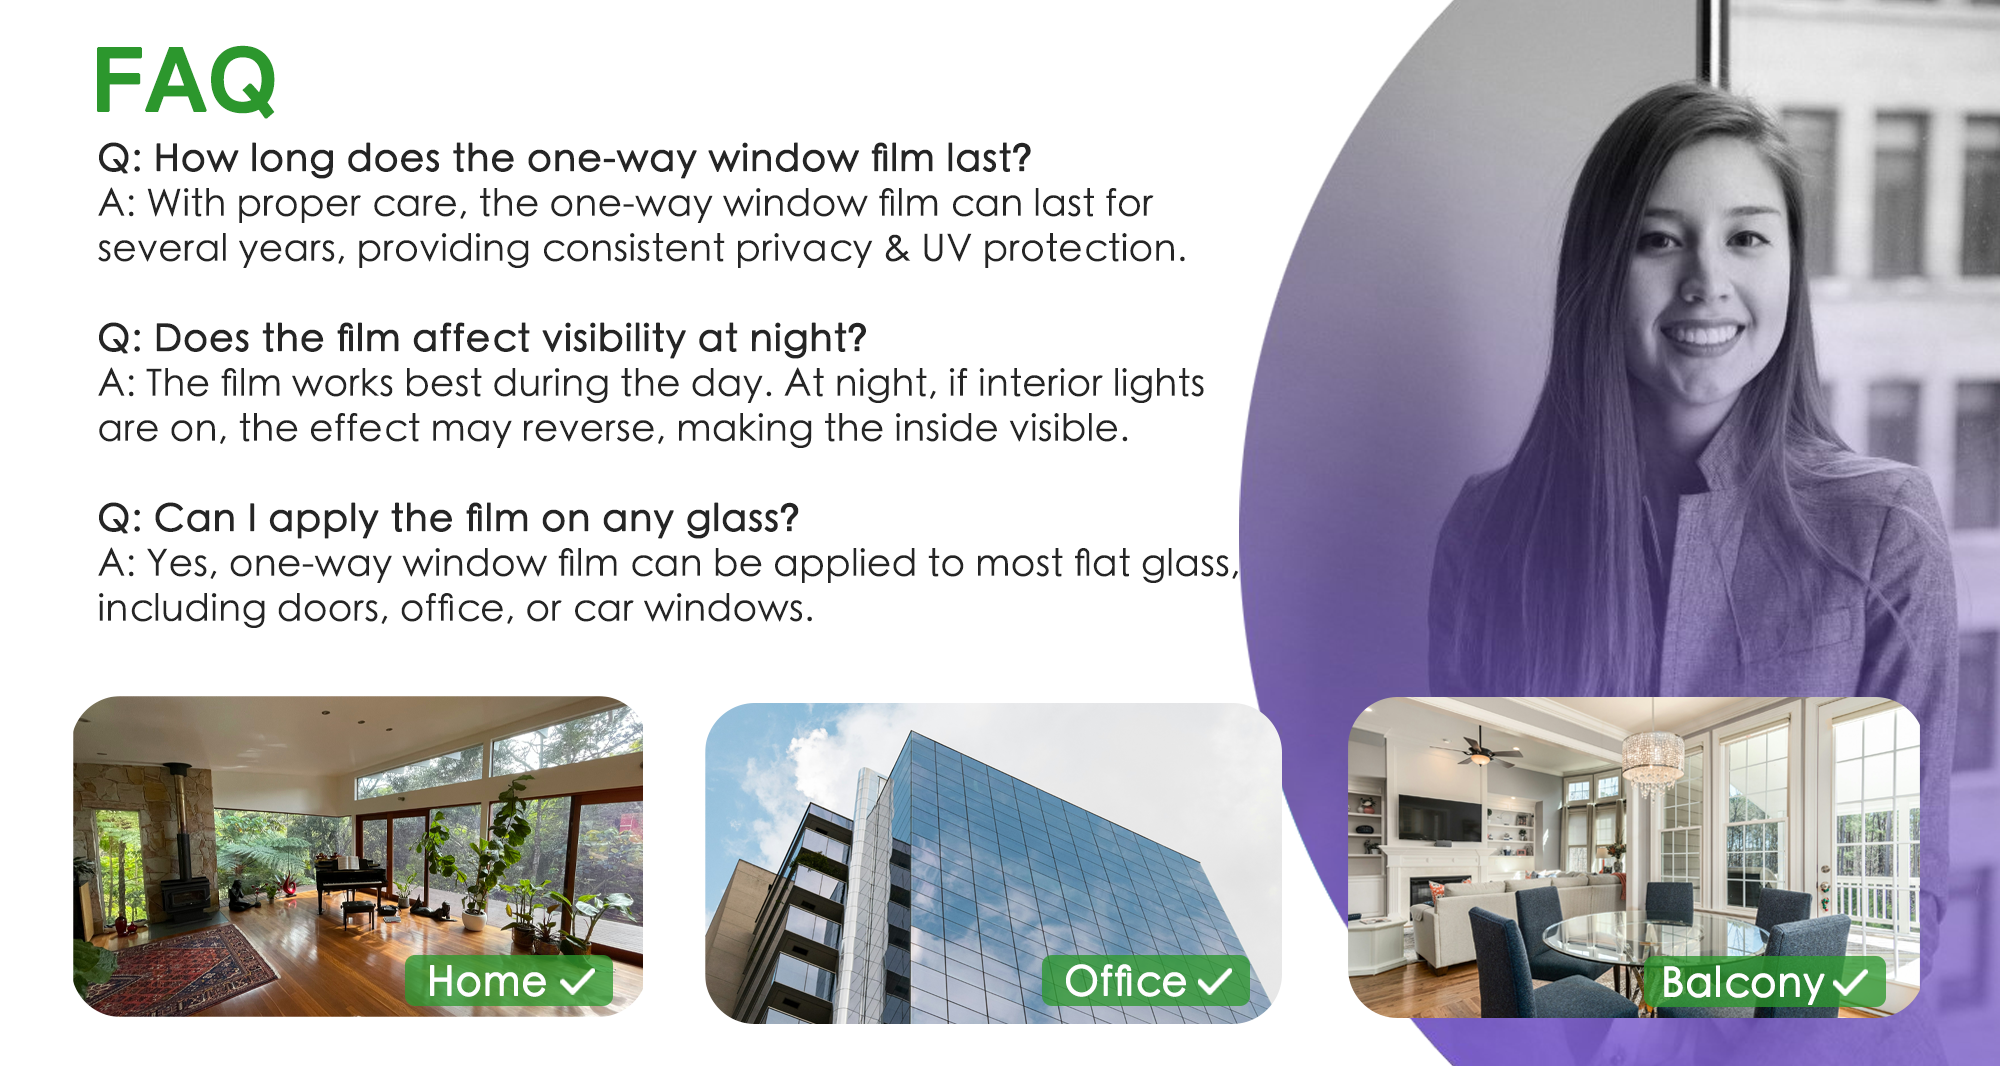 FAQ
Q: How long does the one-way window film last?
A: With proper care, the one-way window film can last for
several years, providing consistent privacy & UV protection.
Q: Does the film affect visibility at night?
A: The film works best during the day. At night, if interior lights
are on, the effect may reverse, making the inside visible.
Q: Can I apply the film on any glass?
A: Yes, one-way window film can be applied to most flat glass,
including doors, office, or car windows.
Home ✓
Office ✓
Balcony ✓